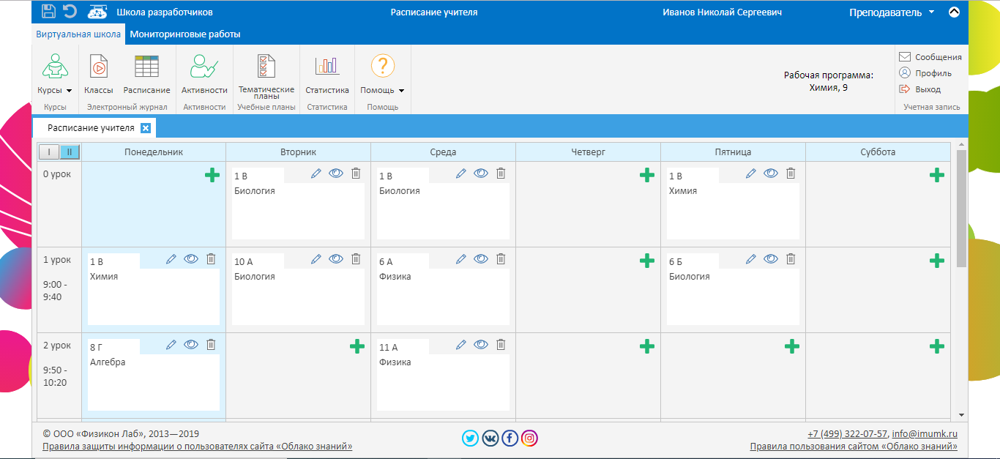 Школа разработчиков
Расписание учителя
Иванов Николай Сергеевич
Преподаватель
Виртуальная школа
Мониторинговые работы
Курсы
Классы
Расписание
Активности
Тематические
планы
Статистика
Помощь
Курсы
Электронный журнал
Активности
Учебные планы
Статистика
Помощь
Рабочая программа:
Химия, 9
Сообщения
Профиль
Выход
Учетная запись
Расписание учителя
I
II
Понедельник
Вторник
Среда
Четверг
Пятница
Суббота
0 урок
1 В
Биология
1 В
Биология
1 В
Химия
1 урок
9:00 -
9:40
1 В
Химия
10 А
Биология
6 А
Физика
6 Б
Биология
2 урок
9:50 -
10:20
8 Г
Алгебра
11 А
Физика
© ООО «Физикон Лаб», 2013—2019
Правила защиты информации о пользователях сайта «Облако знаний»
+7 (499) 322-07-57, info@imumk.ru
Правила пользования сайтом «Облако знаний»